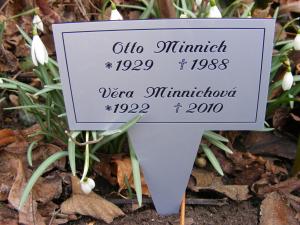 Otto Minnich
*1929 †1988
Věra Minnichová
*1922 †2010